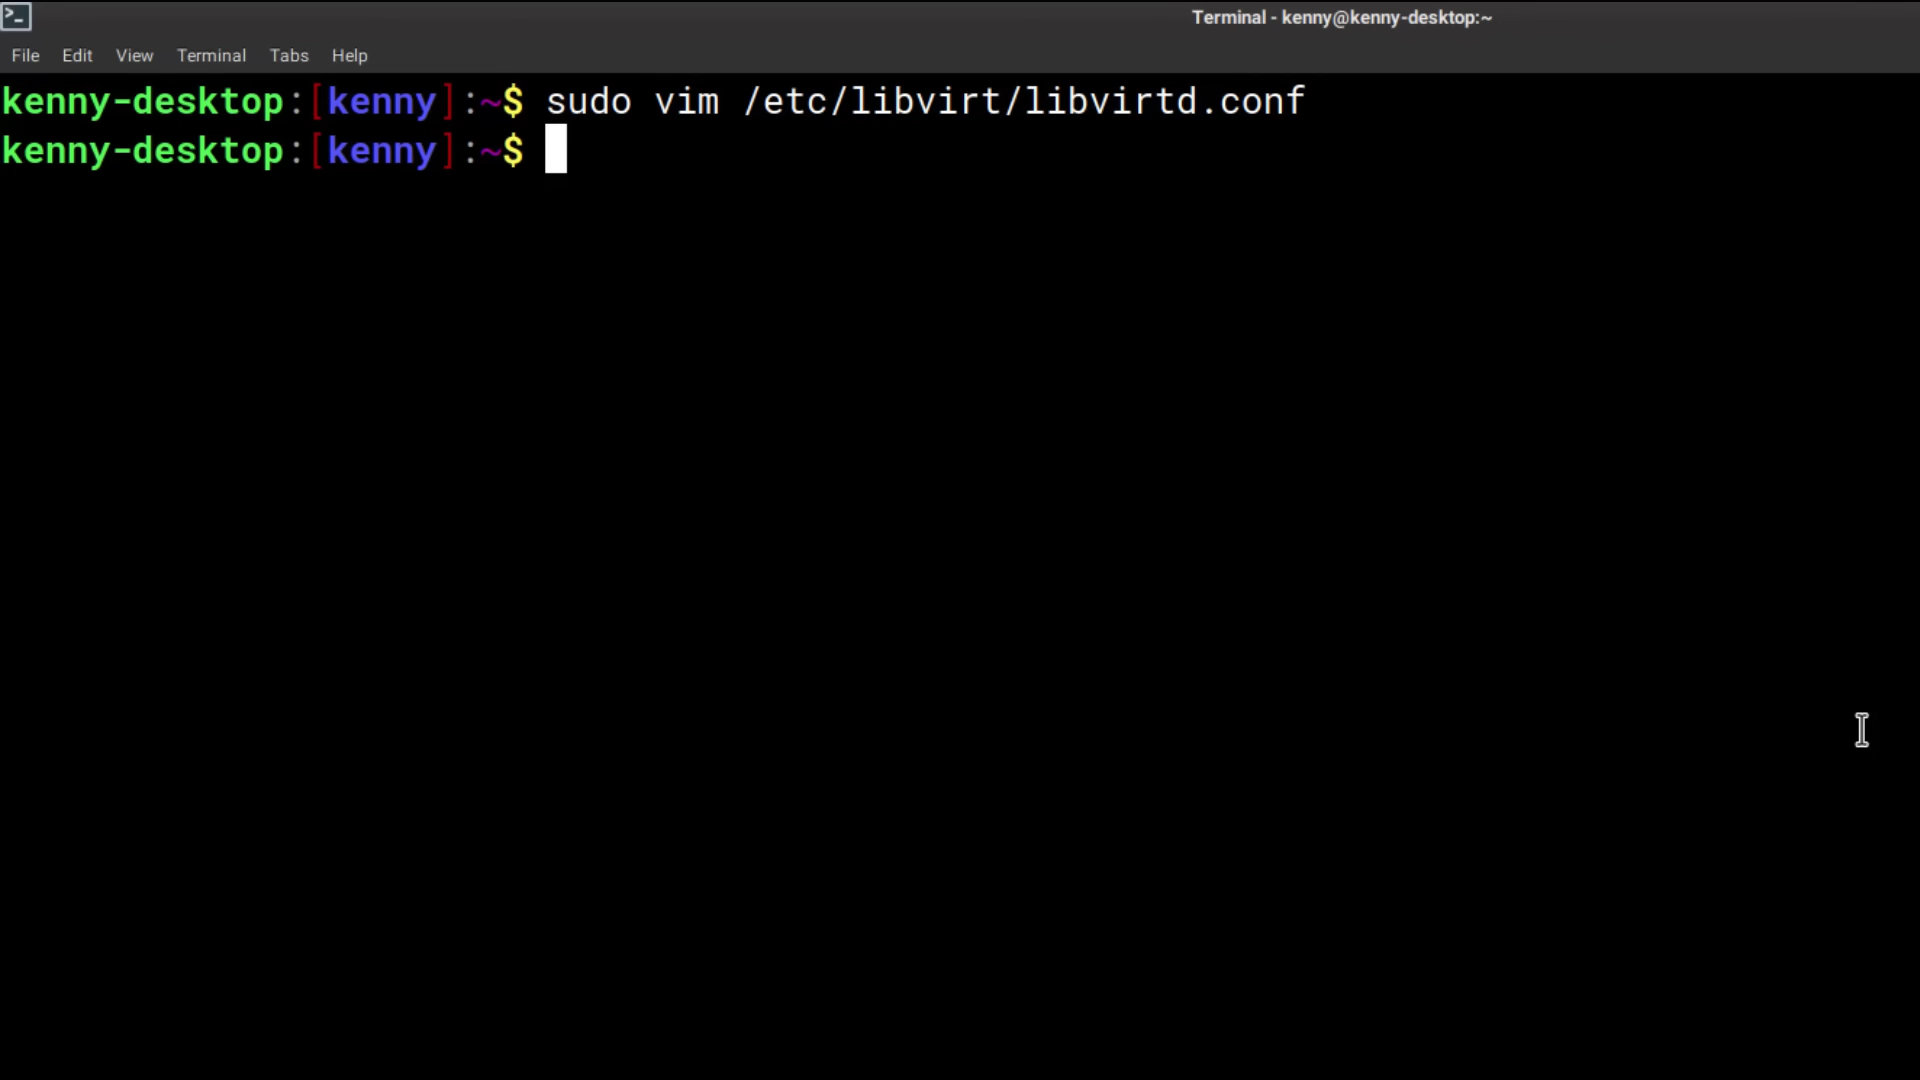 Terminal - kenny@kenny-desktop:~
File Edit View Terminal Tabs Help
kenny-desktop:[kenny]:~$ sudo vim /etc/libvirt/libvirtd.conf
kenny-desktop:[kenny]:~$